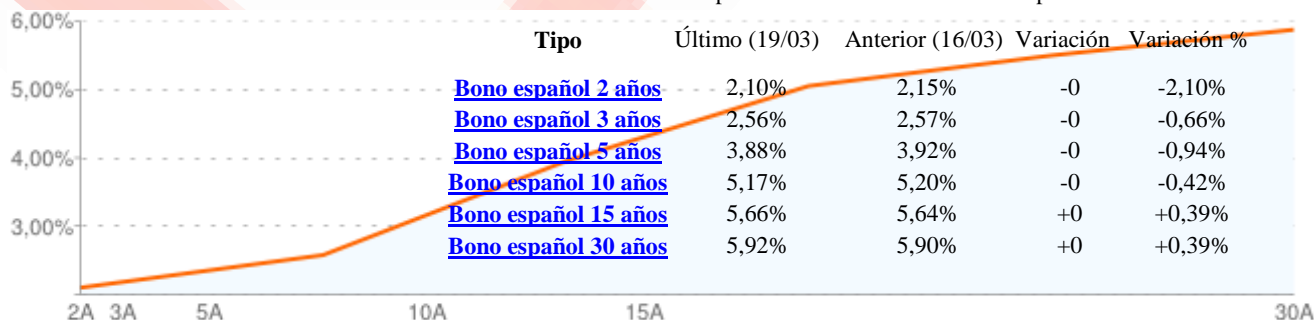 6,00%
Tipo Último (19/03) Anterior (16/03) Variación Variación %
5,00%
Bono español 2 años 2,10% 2,15% -0 -2,10%
Bono español 3 años 2,56% 2,57% -0 -0,66%
4,00%
Bono español 5 años 3,88% 3,92% -0 -0,94%
Bono español 10 años 5,17% 5,20% -0 -0,42%
3,00%
Bono español 15 años 5,66% 5,64% +0 +0,39%
Bono español 30 años 5,92% 5,90% +0 +0,39%
2A 3A 5A 10A 15A 30A